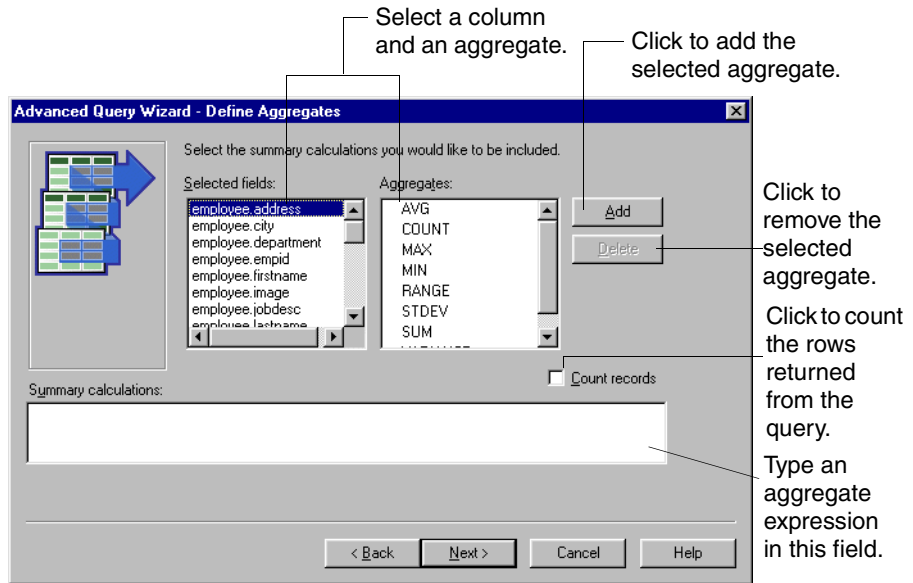 Select a column
and an aggregate.
Click to add the
selected aggregate.
Advanced Query Wizard - Define Aggregates
Select the summary calculations you would like to be included.
Selected fields:
Aggregates:
employee.address
employee.city
employee.department
employee.empid
employee.firstname
employee.image
employee.jobdesc
employee.lastname
AVG
COUNT
MAX
MIN
RANGE
STDEV
SUM
VARIANCE
Add
Delete
Click to
remove the
selected
aggregate.
Count records
Click to count
the rows
returned
from the
query.
Summary calculations:
Type an
aggregate
expression
in this field.
< Back
Next >
Cancel
Help